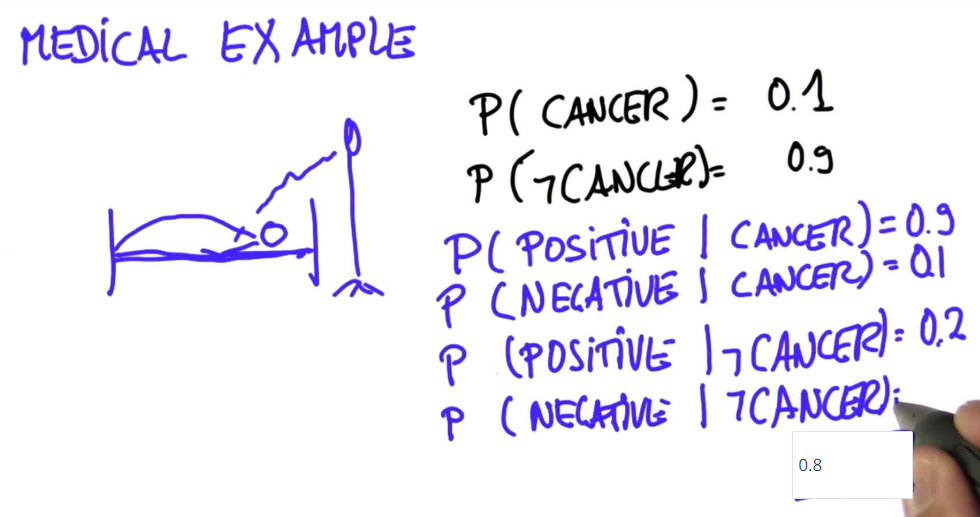 MEDICAL EXAMPLE
P( CANCER ) = 0.1
P(¬CANCER)= 0.9
P( POSITIVE | CANCER)= 0.9
P (NEGATIVE | CANCER) = 0.1
P (POSITIVE | ¬CANCER)= 0.2
P (NEGATIVE | ¬CANCER)=
0.8